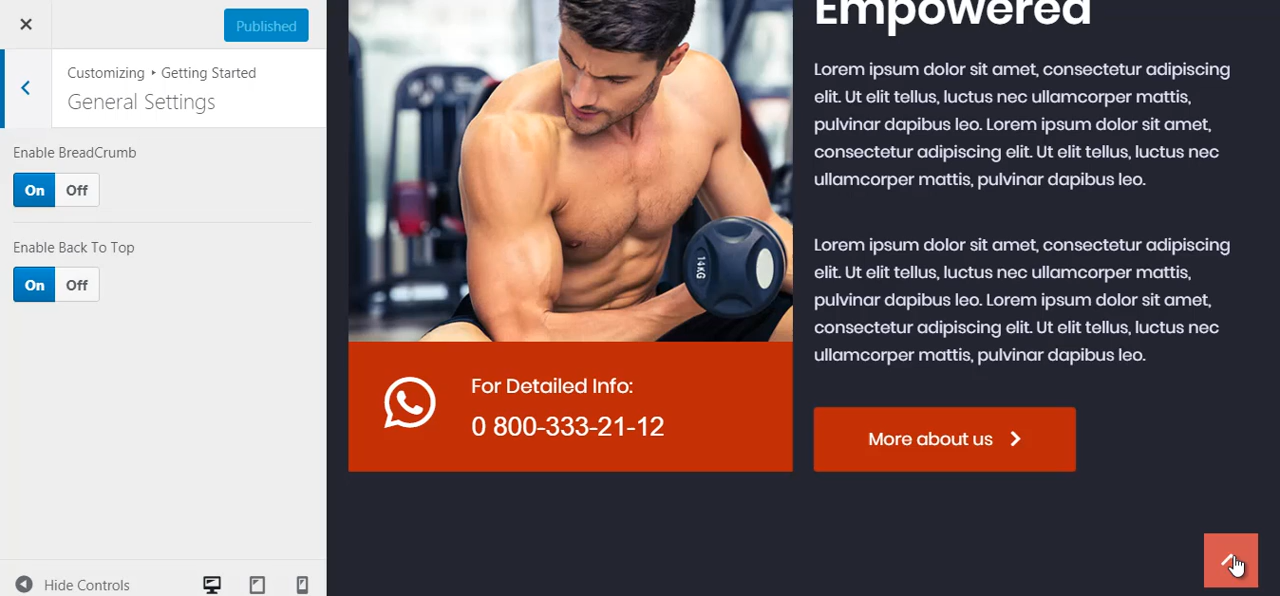 Published
Customizing ▸ Getting Started
General Settings
Enable BreadCrumb
On Off
Enable Back To Top
On Off
Hide Controls
14KG
For Detailed Info:
0 800-333-21-12
Empowered
Lorem ipsum dolor sit amet, consectetur adipiscing
elit. Ut elit tellus, luctus nec ullamcorper mattis,
pulvinar dapibus leo. Lorem ipsum dolor sit amet,
consectetur adipiscing elit. Ut elit tellus, luctus nec
ullamcorper mattis, pulvinar dapibus leo.
Lorem ipsum dolor sit amet, consectetur adipiscing
elit. Ut elit tellus, luctus nec ullamcorper mattis,
pulvinar dapibus leo. Lorem ipsum dolor sit amet,
consectetur adipiscing elit. Ut elit tellus, luctus nec
ullamcorper mattis, pulvinar dapibus leo.
More about us